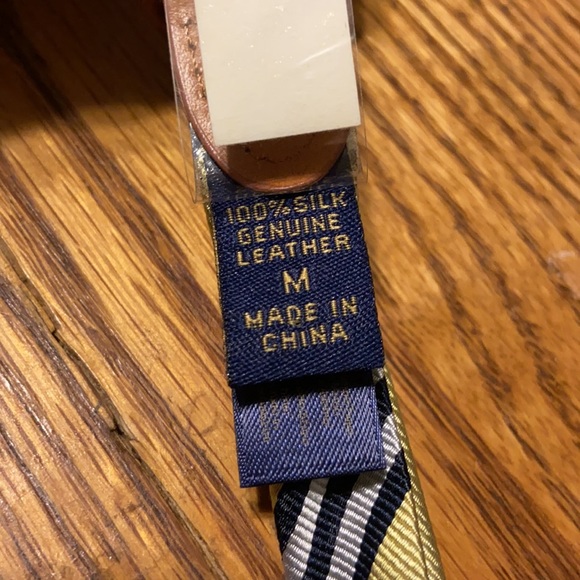 100% SILK
GENUINE
LEATHER
M
MADE IN
CHINA